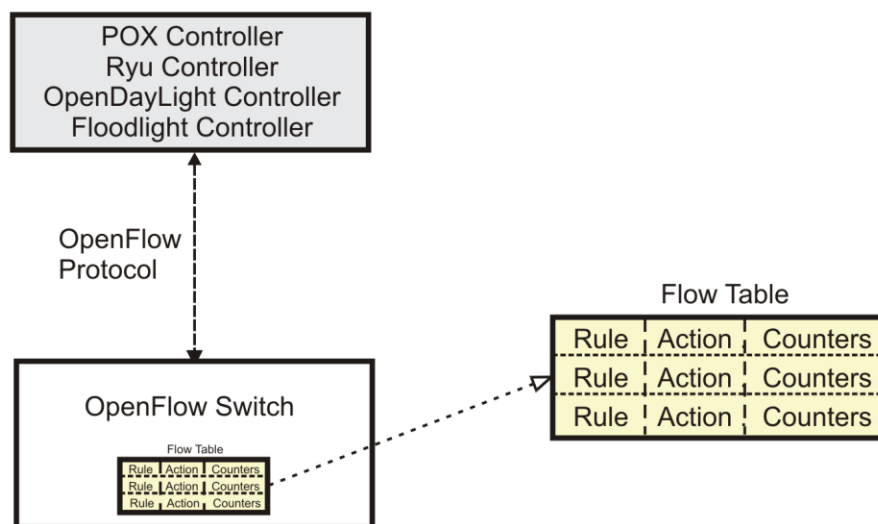 POX Controller
Ryu Controller
OpenDayLight Controller
Floodlight Controller
OpenFlow
Protocol
OpenFlow Switch
Flow Table
Rule Action Counters
Rule Action Counters
Rule Action Counters
Flow Table
Rule Action Counters
Rule Action Counters
Rule Action Counters